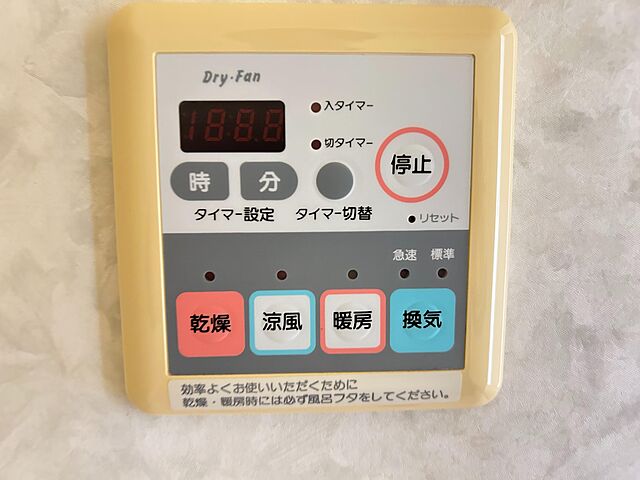 Dry・Fan
18:88
入タイマー
切タイマー
停止
時 分
タイマー設定 タイマー切替
リセット
急速 標準
乾燥 涼風 暖房 換気
効率よくお使いいただくために
乾燥・暖房時には必ず風呂フタをしてください。